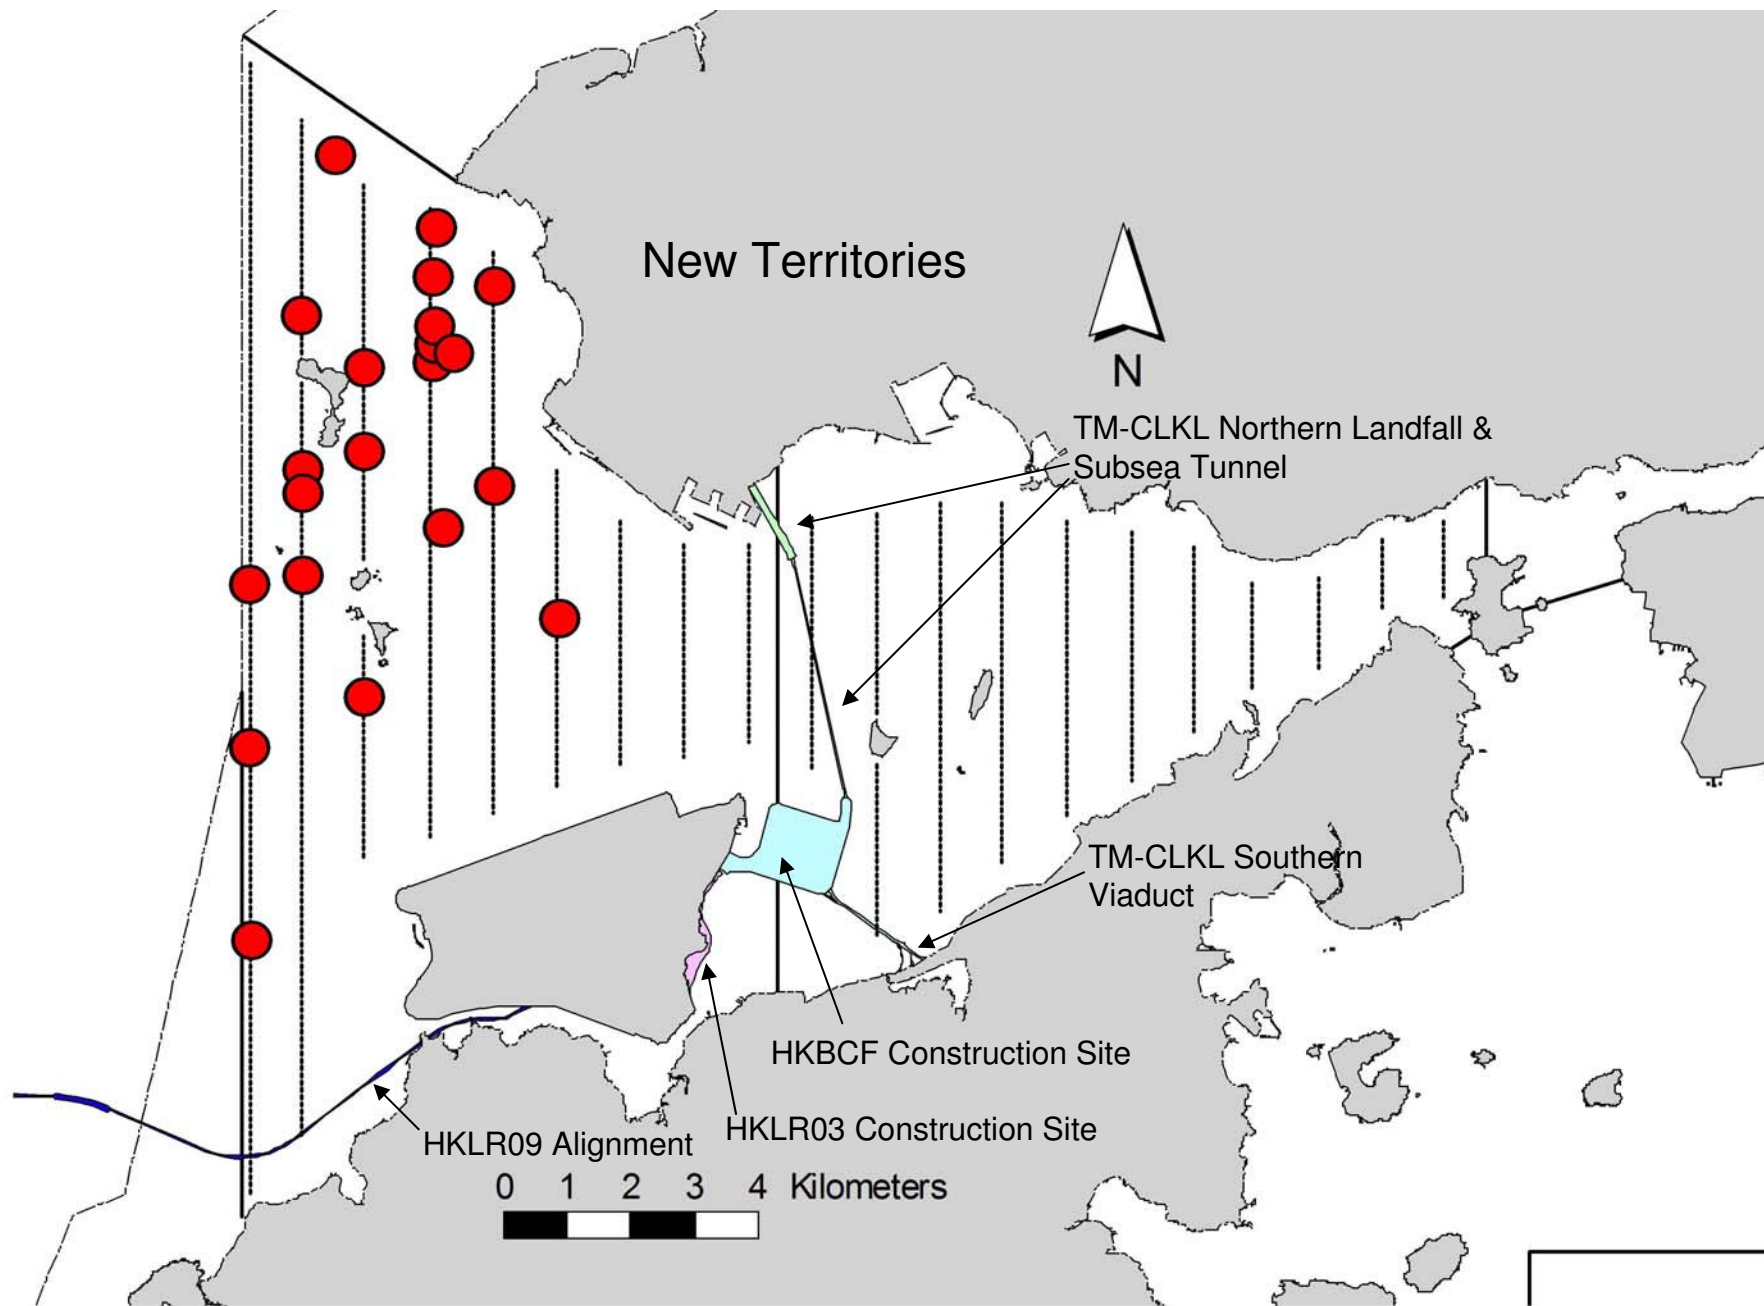 New Territories
N
TM-CLKL Northern Landfall &
Subsea Tunnel
TM-CLKL Southern
Viaduct
HKBCF Construction Site
HKLR03 Construction Site
HKLR09 Alignment
0 1 2 3 4 Kilometers